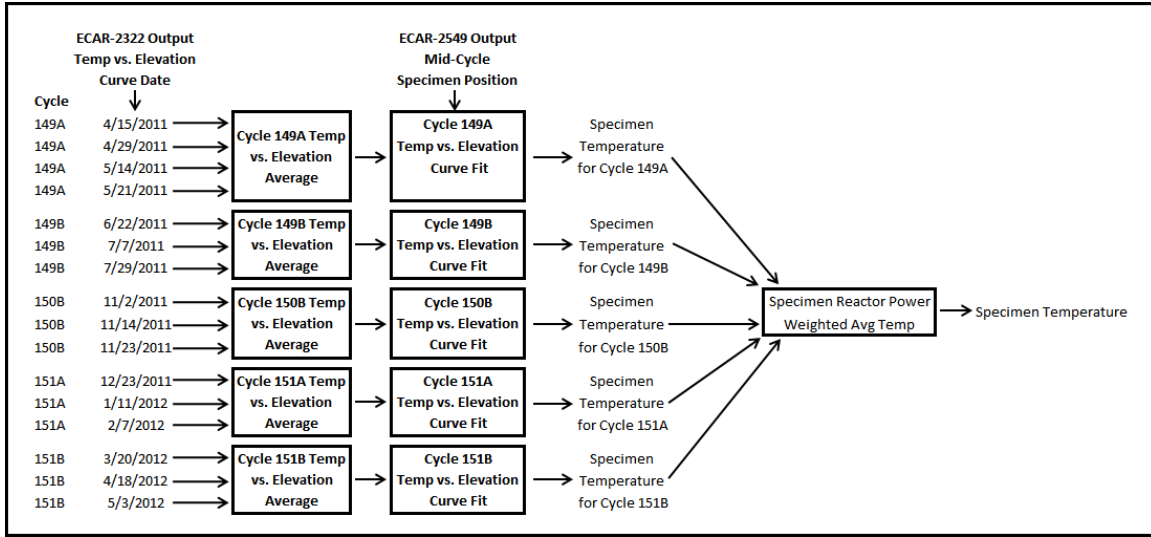 ECAR-2322 Output
Temp vs. Elevation
Curve Date
ECAR-2549 Output
Mid-Cycle
Specimen Position
Cycle
149A 4/15/2011
149A 4/29/2011
149A 5/14/2011
149A 5/21/2011
Cycle 149A Temp
vs. Elevation
Average
Cycle 149A
Temp vs. Elevation
Curve Fit
Specimen
Temperature
for Cycle 149A
149B 6/22/2011
149B 7/7/2011
149B 7/29/2011
Cycle 149B Temp
vs. Elevation
Average
Cycle 149B
Temp vs. Elevation
Curve Fit
Specimen
Temperature
for Cycle 149B
150B 11/2/2011
150B 11/14/2011
150B 11/23/2011
Cycle 150B Temp
vs. Elevation
Average
Cycle 150B
Temp vs. Elevation
Curve Fit
Specimen
Temperature
for Cycle 150B
151A 12/23/2011
151A 1/11/2012
151A 2/7/2012
Cycle 151A Temp
vs. Elevation
Average
Cycle 151A
Temp vs. Elevation
Curve Fit
Specimen
Temperature
for Cycle 151A
151B 3/20/2012
151B 4/18/2012
151B 5/3/2012
Cycle 151B Temp
vs. Elevation
Average
Cycle 151B
Temp vs. Elevation
Curve Fit
Specimen
Temperature
for Cycle 151B
Specimen Reactor Power
Weighted Avg Temp
Specimen Temperature